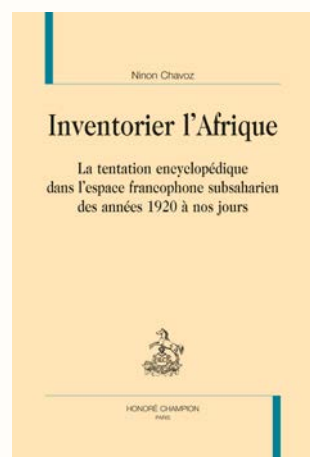 Ninon Chavoz
Inventorier l'Afrique
La tentation encyclopédique
dans l'espace francophone subsaharien
des années 1920 à nos jours
HONORÉ CHAMPION
PARIS